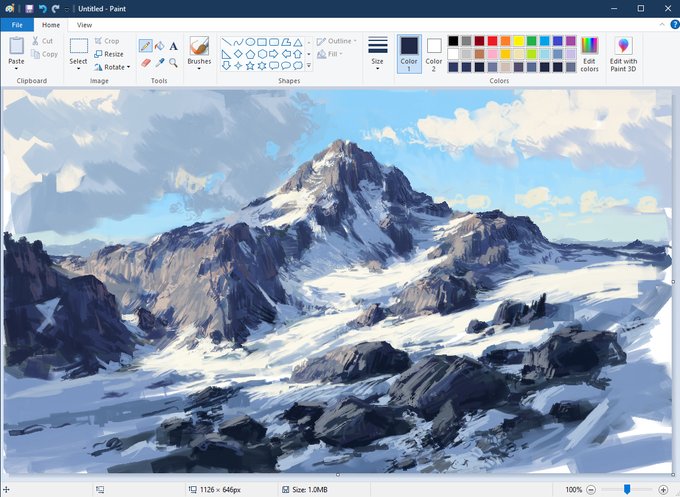 Untitled - Paint
File
Home
View
Paste
Cut
Copy
Clipboard
Select
Crop
Resize
Rotate
Image
A
Tools
Brushes
Outline
Fill
Shapes
Size
Color 1
Color 2
Edit colors
Edit with Paint 3D
Colors
1126 × 646px
Size: 1.0MB
100%